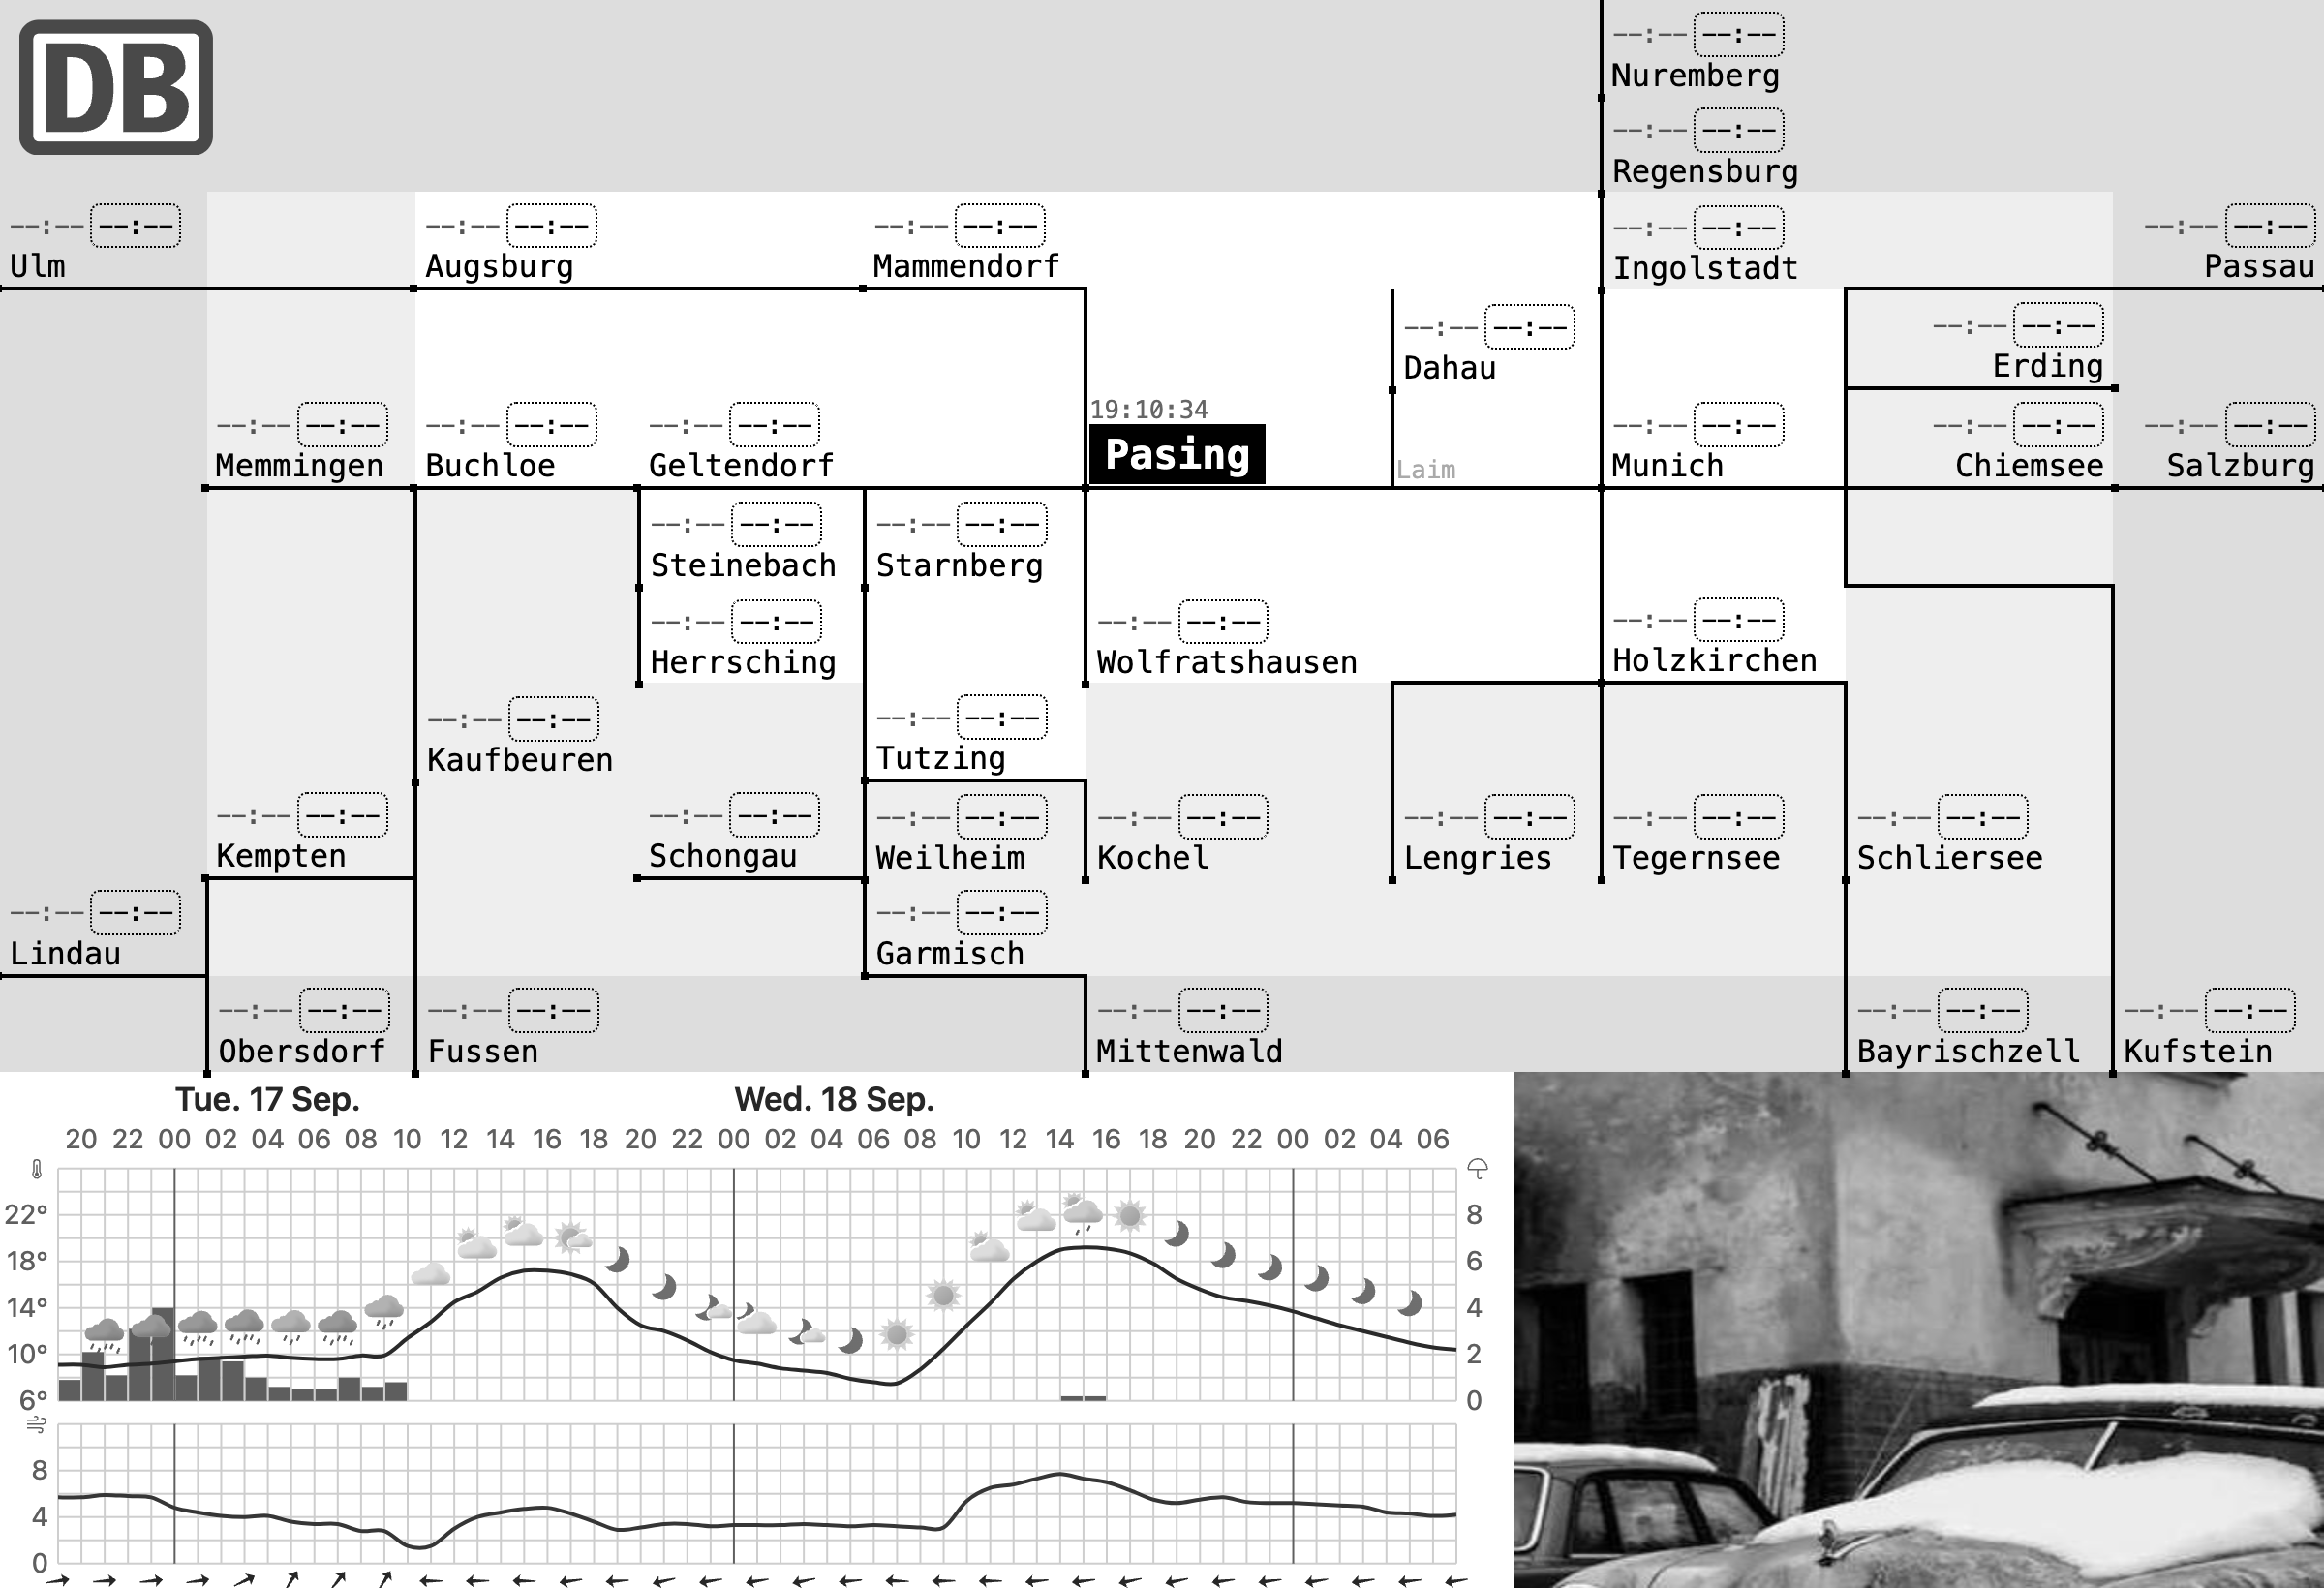 DB
--:-- --:--
Nuremberg
--:-- --:--
Regensburg
--:-- --:--
Ulm
--:-- --:--
Augsburg
--:-- --:--
Mammendorf
--:-- --:--
Ingolstadt
--:-- --:--
Passau
--:-- --:--
Dahau
--:-- --:--
Erding
--:-- --:--
Memmingen
--:-- --:--
Buchloe
--:-- --:--
Geltendorf
19:10:34
Pasing
Laim
--:-- --:--
Munich
--:-- --:--
Chiemsee
--:-- --:--
Salzburg
--:-- --:--
Steinebach
--:-- --:--
Starnberg
--:-- --:--
Herrsching
--:-- --:--
Wolfratshausen
--:-- --:--
Holzkirchen
--:-- --:--
Kaufbeuren
--:-- --:--
Tutzing
--:-- --:--
Kempten
--:-- --:--
Schongau
--:-- --:--
Weilheim
--:-- --:--
Kochel
--:-- --:--
Lengries
--:-- --:--
Tegernsee
--:-- --:--
Schliersee
--:-- --:--
Lindau
--:-- --:--
Garmisch
--:-- --:--
Obersdorf
--:-- --:--
Fussen
--:-- --:--
Mittenwald
--:-- --:--
Bayrischzell
--:-- --:--
Kufstein
Tue. 17 Sep. Wed. 18 Sep.
20 22 00 02 04 06 08 10 12 14 16 18 20 22 00 02 04 06 08 10 12 14 16 18 20 22 00 02 04 06
22° 8
18° 6
14° 4
10° 2
6° 0
8
4
0